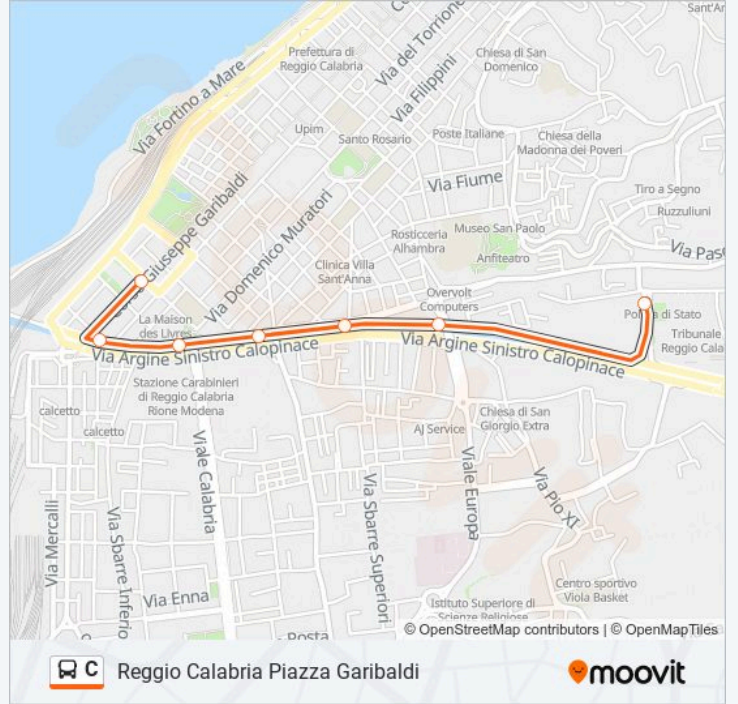 Sant'Ar
Prefettura di
Reggio Calabria
Via del Torrione
Chiesa di San
Domenico
Via Fortino a Mare
Via Filippini
Upim
Santo Rosario
Poste Italiane
Chiesa della
Madonna dei Poveri
Via Fiume
Tiro a Segno
Ruzzuliuni
Corso Giuseppe Garibaldi
Via Domenico Muratori
Rosticceria
Alhambra
Museo San Paolo
Anfiteatro
Via Pas
Clinica Villa
Sant'Anna
Overvolt
Computers
La Maison
des Livres
Tribunale
Reggio Cala
Via Argine Sinistro Calopinace
Via Argine Sinistro Calopinace
Stazione Carabinieri
di Reggio Calabria
Rione Modena
calcetto
calcetto
Chiesa di San
Giorgio Extra
AJ Service
Viale Calabria
Viale Europa
Via Pio XI
Via Sbarre Superiori
Via Mercalli
Via Sbarre Inferio
Via Enna
Centro sportivo
Viola Basket
Istituto Superiore di
Scienze Religiose
Posta
© OpenStreetMap contributors | © OpenMapTiles
C Reggio Calabria Piazza Garibaldi
moovit